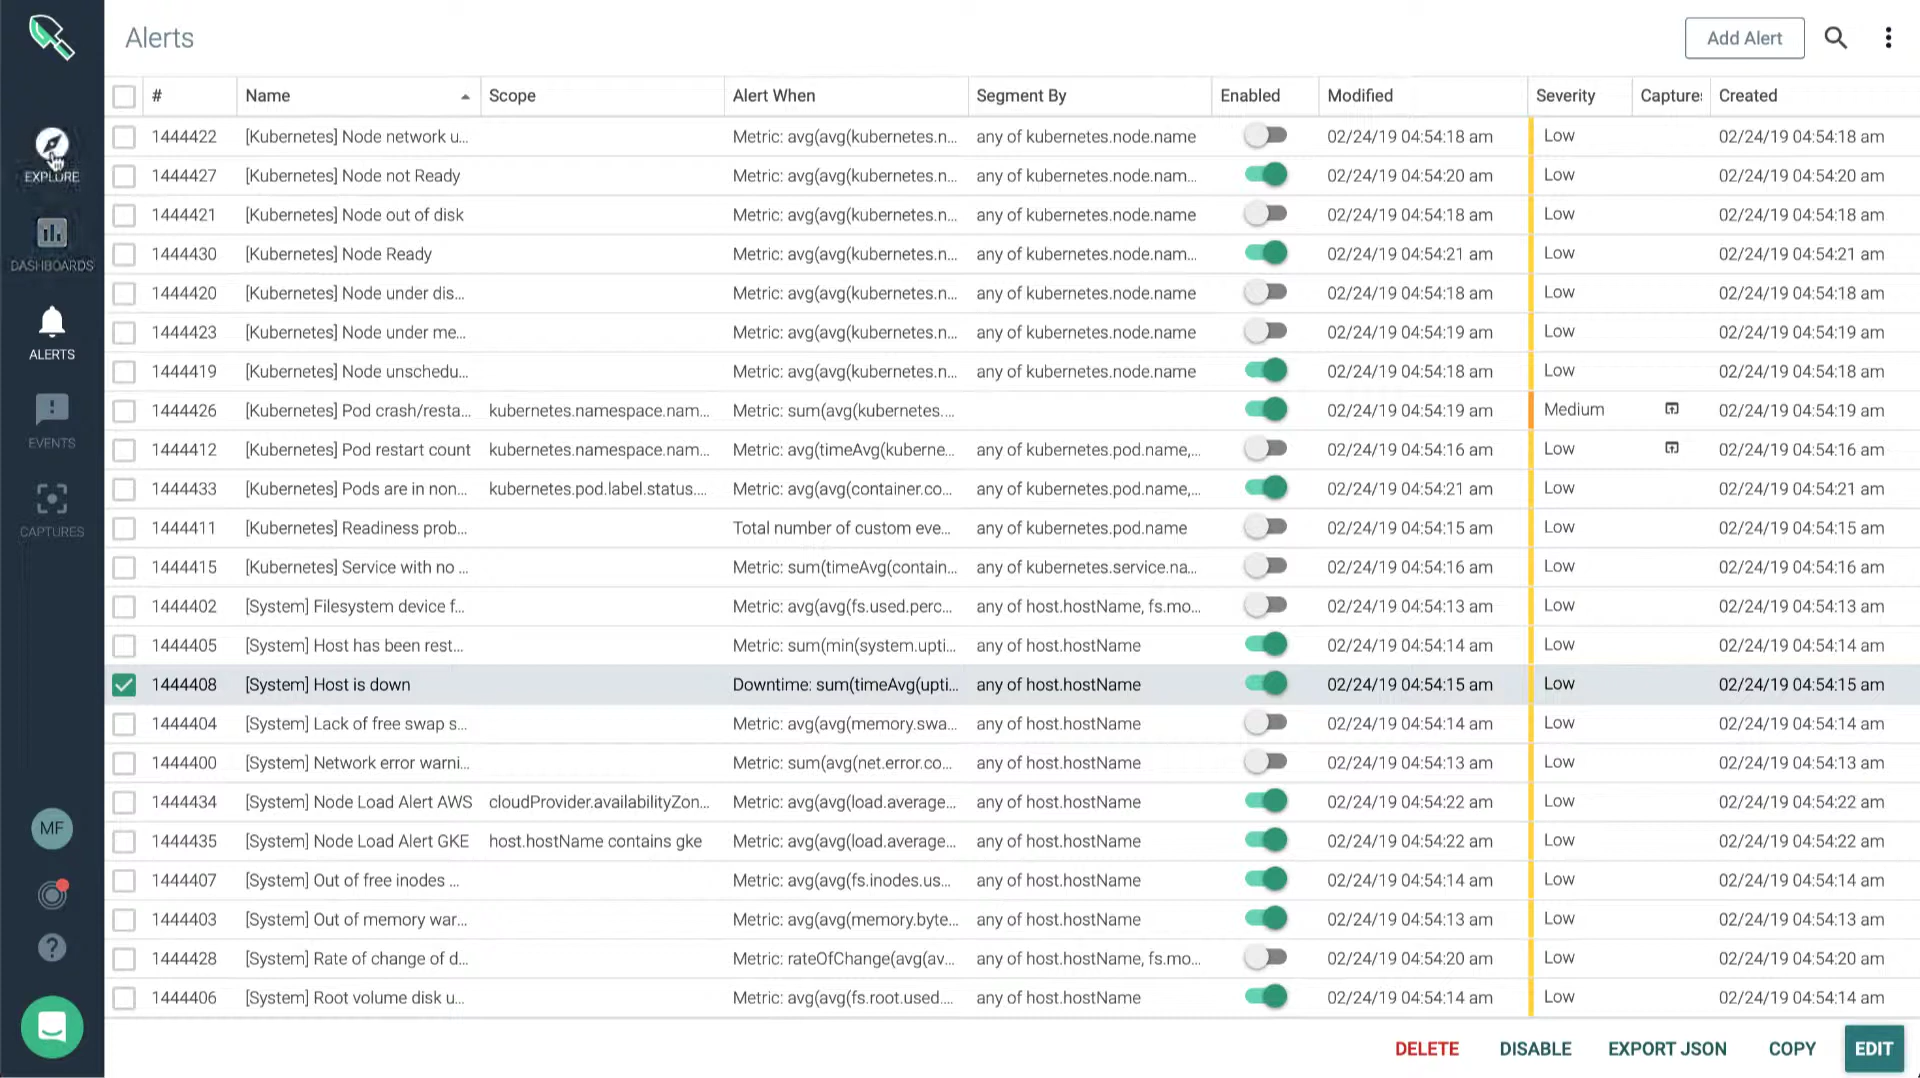 Alerts
Add Alert
# Name Scope Alert When Segment By Enabled Modified Severity Captures Created
1444422 [Kubernetes] Node network u... Metric: avg(avg(kubernetes.n... any of kubernetes.node.name 02/24/19 04:54:18 am Low 02/24/19 04:54:18 am
1444427 [Kubernetes] Node not Ready Metric: avg(avg(kubernetes.n... any of kubernetes.node.nam... 02/24/19 04:54:20 am Low 02/24/19 04:54:20 am
1444421 [Kubernetes] Node out of disk Metric: avg(avg(kubernetes.n... any of kubernetes.node.name 02/24/19 04:54:18 am Low 02/24/19 04:54:18 am
1444430 [Kubernetes] Node Ready Metric: avg(avg(kubernetes.n... any of kubernetes.node.nam... 02/24/19 04:54:21 am Low 02/24/19 04:54:21 am
1444420 [Kubernetes] Node under dis... Metric: avg(avg(kubernetes.n... any of kubernetes.node.name 02/24/19 04:54:18 am Low 02/24/19 04:54:18 am
1444423 [Kubernetes] Node under me... Metric: avg(avg(kubernetes.n... any of kubernetes.node.name 02/24/19 04:54:19 am Low 02/24/19 04:54:19 am
1444419 [Kubernetes] Node unschedu... Metric: avg(avg(kubernetes.n... any of kubernetes.node.name 02/24/19 04:54:18 am Low 02/24/19 04:54:18 am
1444426 [Kubernetes] Pod crash/resta... kubernetes.namespace.nam... Metric: sum(avg(kubernetes.... 02/24/19 04:54:19 am Medium 02/24/19 04:54:19 am
1444412 [Kubernetes] Pod restart count kubernetes.namespace.nam... Metric: avg(timeAvg(kuberne... any of kubernetes.pod.name,... 02/24/19 04:54:16 am Low 02/24/19 04:54:16 am
1444433 [Kubernetes] Pods are in non... kubernetes.pod.label.status.... Metric: avg(avg(container.co... any of kubernetes.pod.name,... 02/24/19 04:54:21 am Low 02/24/19 04:54:21 am
1444411 [Kubernetes] Readiness prob... Total number of custom eve... any of kubernetes.pod.name 02/24/19 04:54:15 am Low 02/24/19 04:54:15 am
1444415 [Kubernetes] Service with no ... Metric: sum(timeAvg(contain... any of kubernetes.service.na... 02/24/19 04:54:16 am Low 02/24/19 04:54:16 am
1444402 [System] Filesystem device f... Metric: avg(avg(fs.used.perc... any of host.hostName, fs.mo... 02/24/19 04:54:13 am Low 02/24/19 04:54:13 am
1444405 [System] Host has been rest... Metric: sum(min(system.upti... any of host.hostName 02/24/19 04:54:14 am Low 02/24/19 04:54:14 am
1444408 [System] Host is down Downtime: sum(timeAvg(upti... any of host.hostName 02/24/19 04:54:15 am Low 02/24/19 04:54:15 am
1444404 [System] Lack of free swap s... Metric: avg(avg(memory.swa... any of host.hostName 02/24/19 04:54:14 am Low 02/24/19 04:54:14 am
1444400 [System] Network error warni... Metric: sum(avg(net.error.co... any of host.hostName 02/24/19 04:54:13 am Low 02/24/19 04:54:13 am
1444434 [System] Node Load Alert AWS cloudProvider.availabilityZon... Metric: avg(avg(load.average... any of host.hostName 02/24/19 04:54:22 am Low 02/24/19 04:54:22 am
1444435 [System] Node Load Alert GKE host.hostName contains gke Metric: avg(avg(load.average... any of host.hostName 02/24/19 04:54:22 am Low 02/24/19 04:54:22 am
1444407 [System] Out of free inodes ... Metric: avg(avg(fs.inodes.us... any of host.hostName 02/24/19 04:54:14 am Low 02/24/19 04:54:14 am
1444403 [System] Out of memory war... Metric: avg(avg(memory.byte... any of host.hostName 02/24/19 04:54:13 am Low 02/24/19 04:54:13 am
1444428 [System] Rate of change of d... Metric: rateOfChange(avg(av... any of host.hostName, fs.mo... 02/24/19 04:54:20 am Low 02/24/19 04:54:20 am
1444406 [System] Root volume disk u... Metric: avg(avg(fs.root.used.... any of host.hostName 02/24/19 04:54:14 am Low 02/24/19 04:54:14 am
DELETE DISABLE EXPORT JSON COPY EDIT
EXPLORE
DASHBOARDS
ALERTS
EVENTS
CAPTURES
MF